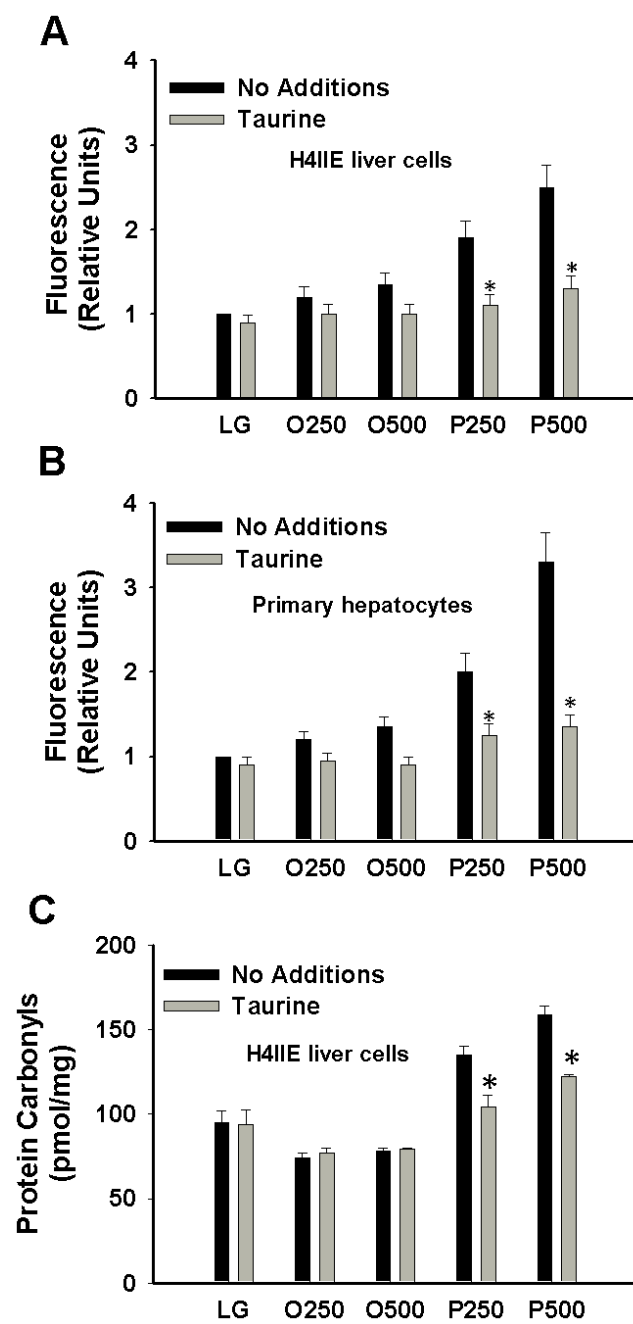 A
4
No Additions
Taurine
3
H4IIE liver cells
Fluorescence
(Relative Units)
2
*
*
1
0
LG O250 O500 P250 P500
B
4
No Additions
Taurine
3
Primary hepatocytes
Fluorescence
(Relative Units)
2
*
*
1
0
LG O250 O500 P250 P500
C
200
No Additions
Taurine
150
H4IIE liver cells
Protein Carbonyls
(pmol/mg)
*
*
100
50
0
LG O250 O500 P250 P500